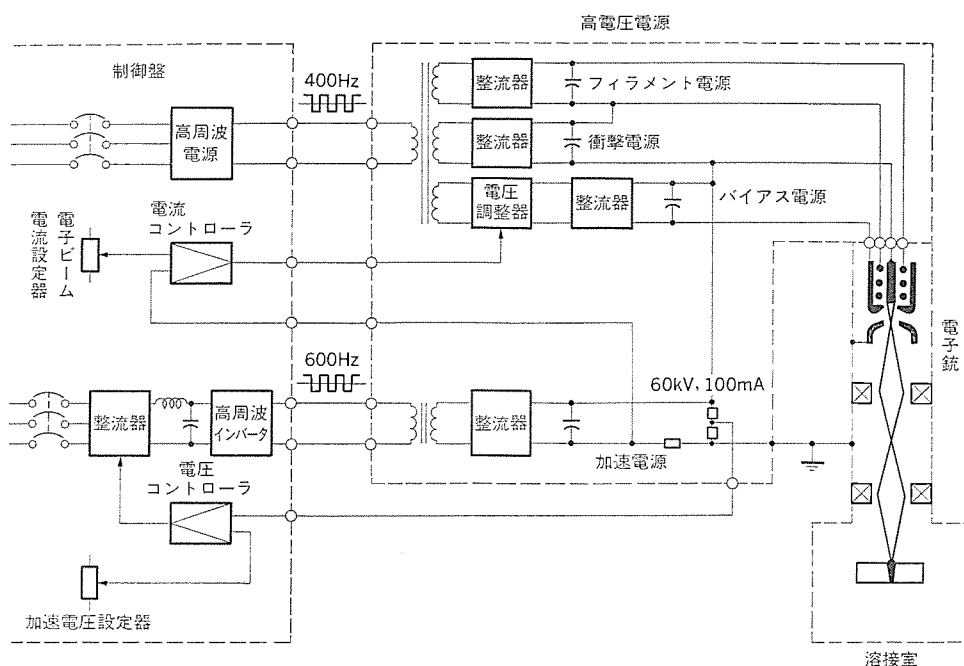 高電圧電源
制御盤
400Hz
高周波
電源
整流器
フィラメント電源
整流器
衝撃電源
電圧
調整器
整流器
バイアス電源
電流
コントローラ
電子ビーム
電流設定器
電子銃
600Hz
60kV, 100mA
整流器
高周波
インバータ
整流器
加速電源
電圧
コントローラ
加速電圧設定器
溶接室